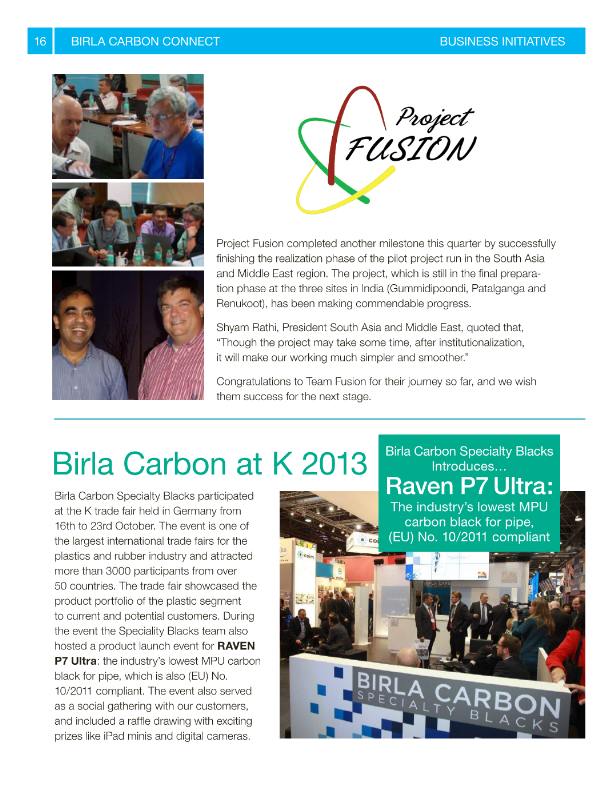 16 BIRLA CARBON CONNECT
BUSINESS INITIATIVES
Project
FUSION
Project Fusion completed another milestone this quarter by successfully
finishing the realization phase of the pilot project run in the South Asia
and Middle East region. The project, which is still in the final prepara-
tion phase at the three sites in India (Gummidipoondi, Patalganga and
Renukoot), has been making commendable progress.
Shyam Rathi, President South Asia and Middle East, quoted that,
“Though the project may take some time, after institutionalization,
it will make our working much simpler and smoother.”
Congratulations to Team Fusion for their journey so far, and we wish
them success for the next stage.
Birla Carbon at K 2013
Birla Carbon Specialty Blacks participated
at the K trade fair held in Germany from
16th to 23rd October. The event is one of
the largest international trade fairs for the
plastics and rubber industry and attracted
more than 3000 participants from over
50 countries. The trade fair showcased the
product portfolio of the plastic segment
to current and potential customers. During
the event the Speciality Blacks team also
hosted a product launch event for RAVEN
P7 Ultra: the industry’s lowest MPU carbon
black for pipe, which is also (EU) No.
10/2011 compliant. The event also served
as a social gathering with our customers,
and included a raffle drawing with exciting
prizes like iPad minis and digital cameras.
Birla Carbon Specialty Blacks
Introduces…
Raven P7 Ultra:
The industry’s lowest MPU
carbon black for pipe,
(EU) No. 10/2011 compliant
BIRLA CARBON
SPECIALTY BLACKS